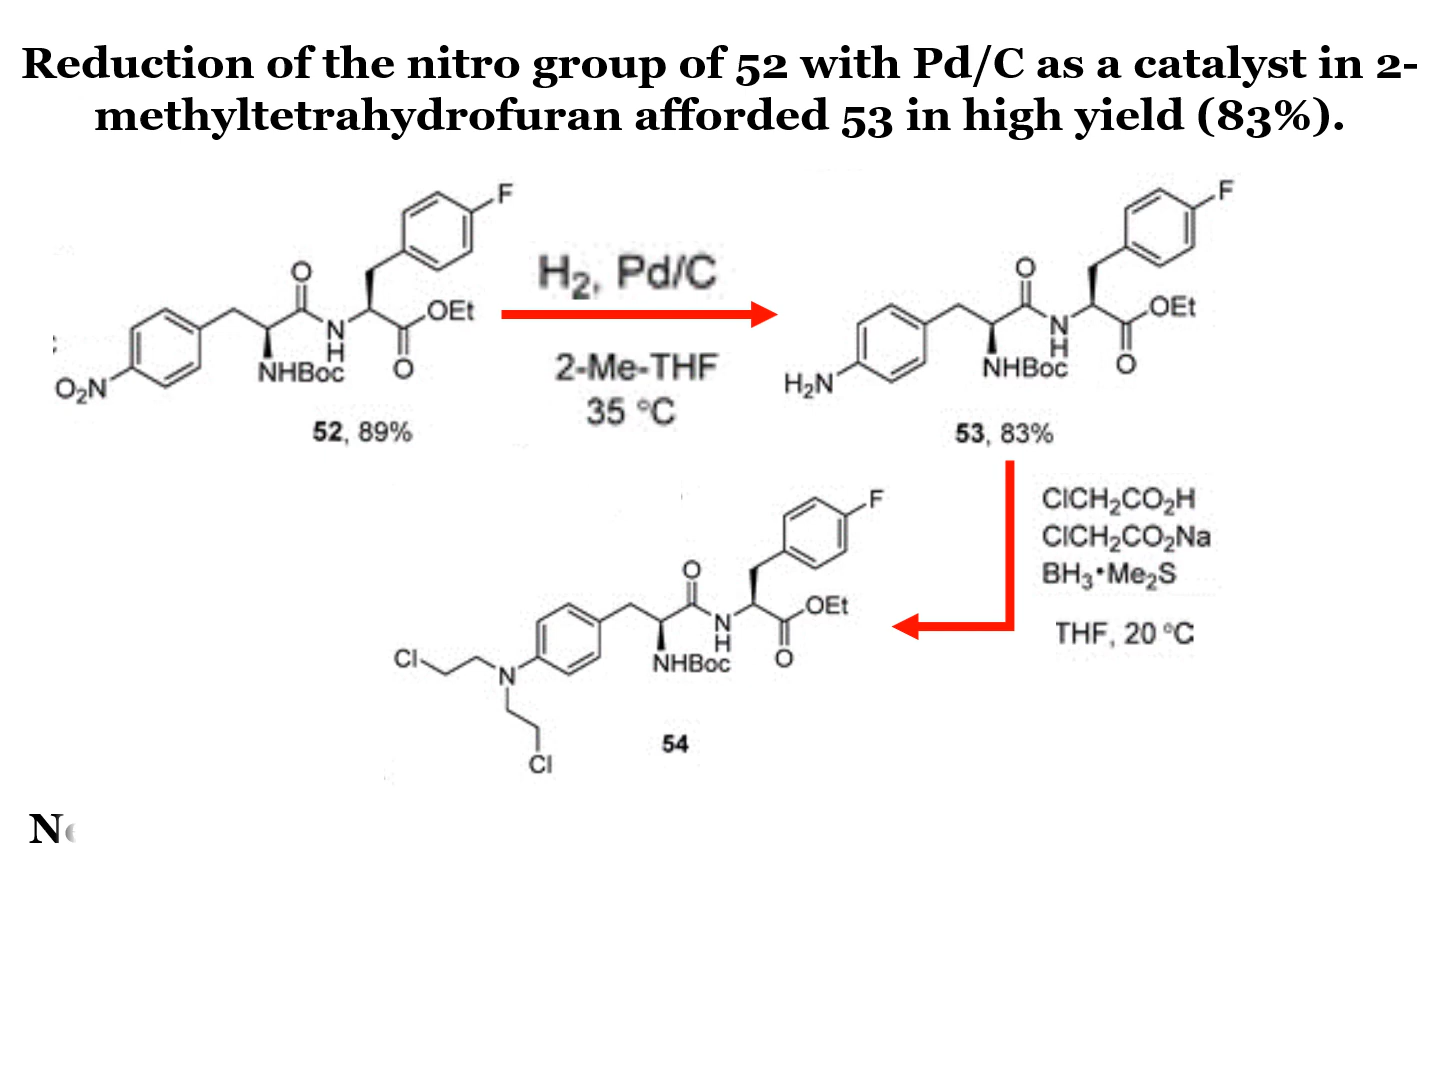 Reduction of the nitro group of 52 with Pd/C as a catalyst in 2-
methyltetrahydrofuran afforded 53 in high yield (83%).
F
O
OEt
N
H
O
NHBoc
O₂N
52, 89%
H₂, Pd/C
2-Me-THF
35 °C
F
O
OEt
N
H
O
NHBoc
H₂N
53, 83%
ClCH₂CO₂H
ClCH₂CO₂Na
BH₃•Me₂S
THF, 20 °C
F
O
OEt
N
H
O
NHBoc
Cl
N
Cl
54